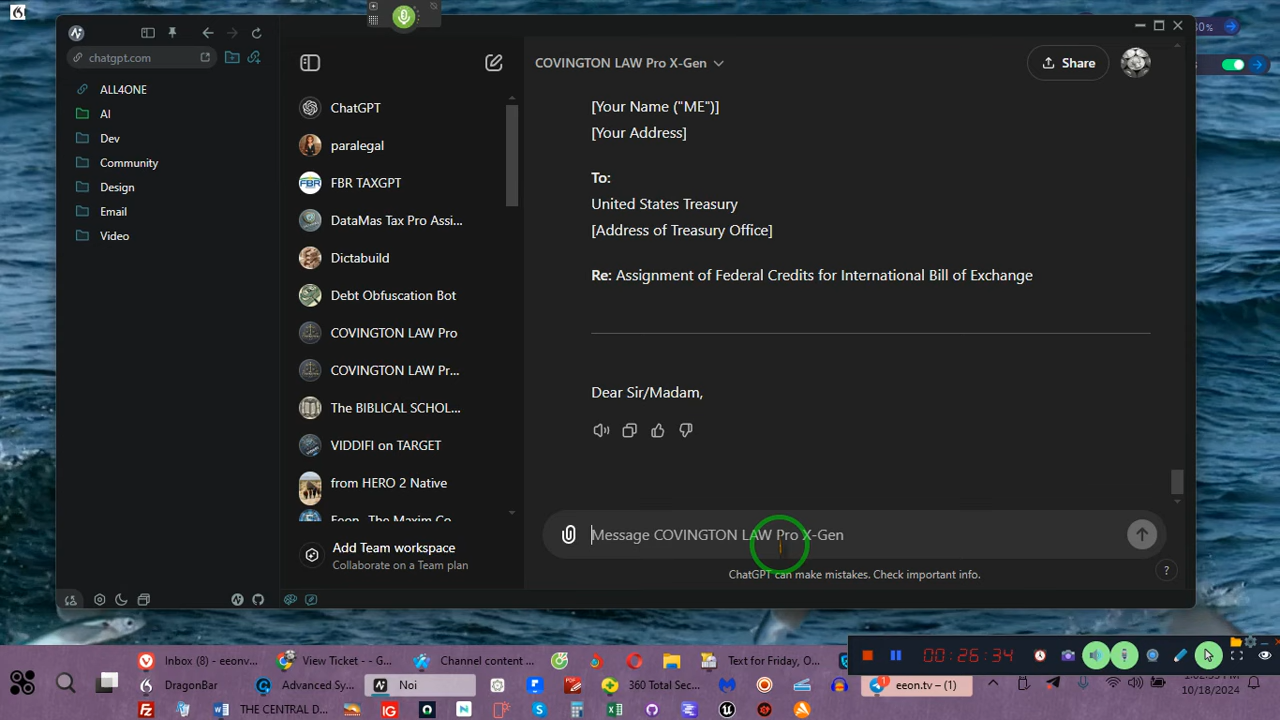 chatgpt.com
ALL4ONE
AI
Dev
Community
Design
Email
Video
ChatGPT
paralegal
FBR TAXGPT
DataMas Tax Pro Assi...
Dictabuild
Debt Obfuscation Bot
COVINGTON LAW Pro
COVINGTON LAW Pr...
The BIBLICAL SCHOL...
VIDDIFI on TARGET
from HERO 2 Native
Add Team workspace
Collaborate on a Team plan
COVINGTON LAW Pro X-Gen
Share
[Your Name ("ME")]
[Your Address]
To:
United States Treasury
[Address of Treasury Office]
Re: Assignment of Federal Credits for International Bill of Exchange
Dear Sir/Madam,
Message COVINGTON LAW Pro X-Gen
ChatGPT can make mistakes. Check important info.
?
00:26:34
Inbox (8) - eeonv...
View Ticket - - G...
Channel content ...
Text for Friday, O...
DragonBar
Advanced Sy...
Noi
360 Total Sec...
eeon.tv – (1)
THE CENTRAL D...
10/18/2024